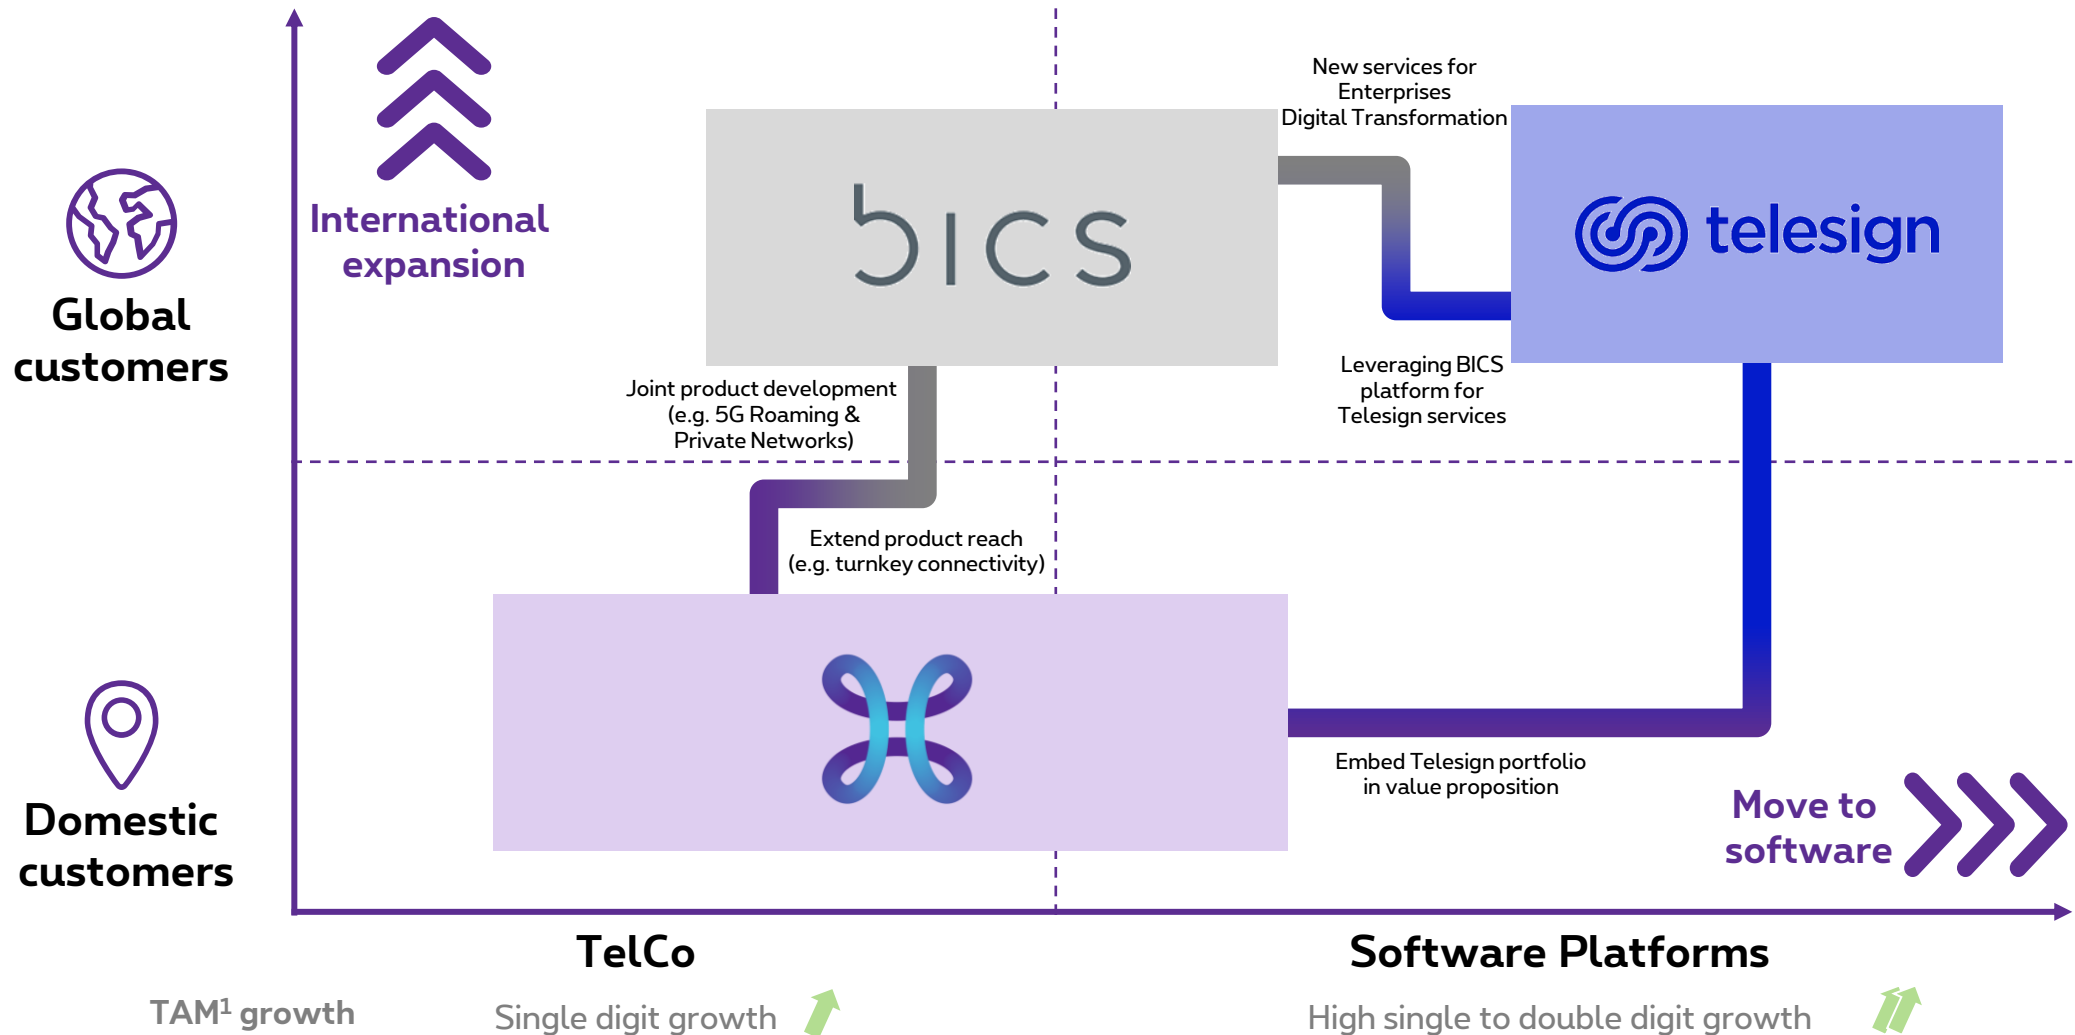 New services for
Enterprises
Digital Transformation
International
expansion
bics
telesign
Global
customers
Joint product development
(e.g. 5G Roaming &
Private Networks)
Leveraging BICS
platform for
Telesign services
Extend product reach
(e.g. turnkey connectivity)
Embed Telesign portfolio
in value proposition
Domestic
customers
Move to
software
TelCo
Software Platforms
TAM¹ growth
Single digit growth
High single to double digit growth